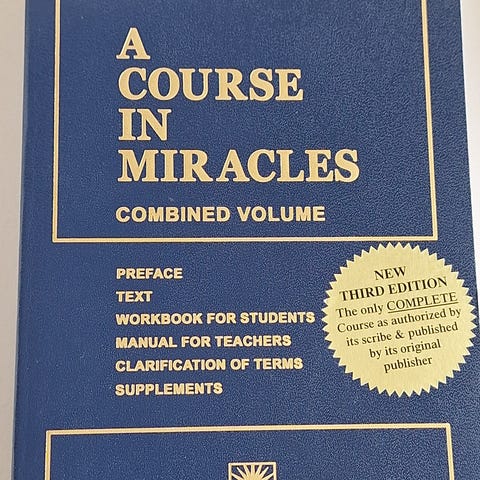 A
COURSE
IN
MIRACLES
COMBINED VOLUME
PREFACE
TEXT
WORKBOOK FOR STUDENTS
MANUAL FOR TEACHERS
CLARIFICATION OF TERMS
SUPPLEMENTS
NEW
THIRD EDITION
The only COMPLETE
Course as authorized by
its scribe & published
by its original
publisher